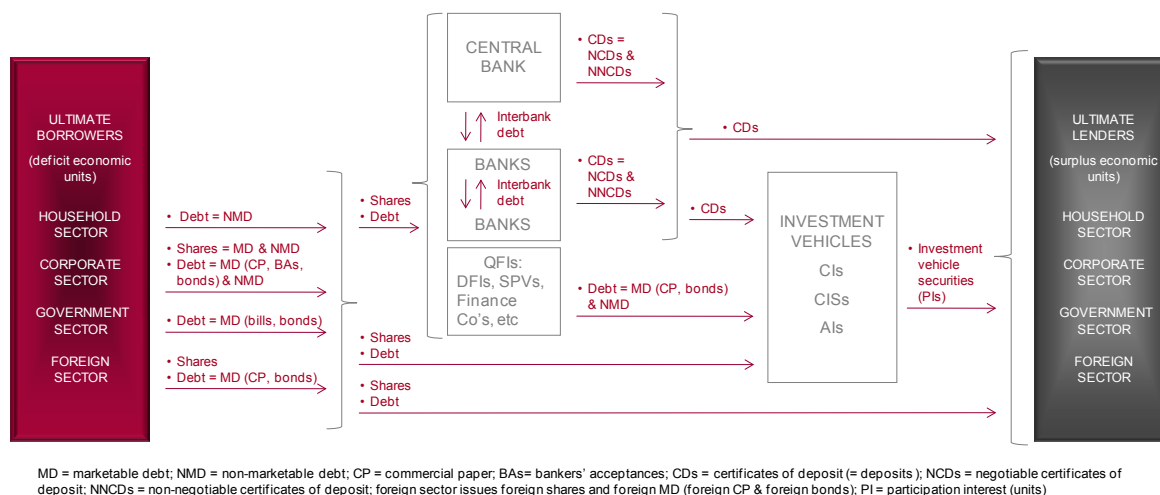 ULTIMATE
BORROWERS
(deficit economic
units)
HOUSEHOLD
SECTOR
CORPORATE
SECTOR
GOVERNMENT
SECTOR
FOREIGN
SECTOR
• Debt = NMD
• Shares = MD & NMD
• Debt = MD (CP, BAs,
bonds) & NMD
• Debt = MD (bills, bonds)
• Shares
• Debt = MD (CP, bonds)
• Shares
• Debt
CENTRAL
BANK
Interbank
debt
BANKS
Interbank
debt
BANKS
QFIs:
DFIs, SPVs,
Finance
Co's, etc
• CDs =
NCDs &
NNCDs
• CDs =
NCDs &
NNCDs
• Debt = MD (CP, bonds)
& NMD
• Shares
• Debt
• Shares
• Debt
• CDs
• CDs
INVESTMENT
VEHICLES
CIs
CISs
AIs
• Investment
vehicle
securities
(PIs)
ULTIMATE
LENDERS
(surplus economic
units)
HOUSEHOLD
SECTOR
CORPORATE
SECTOR
GOVERNMENT
SECTOR
FOREIGN
SECTOR
MD = marketable debt; NMD = non-marketable debt; CP = commercial paper; BAs= bankers' acceptances; CDs = certificates of deposit (= deposits ); NCDs = negotiable certificates of
deposit; NNCDs = non-negotiable certificates of deposit; foreign sector issues foreign shares and foreign MD (foreign CP & foreign bonds); PI = participation interest (units)